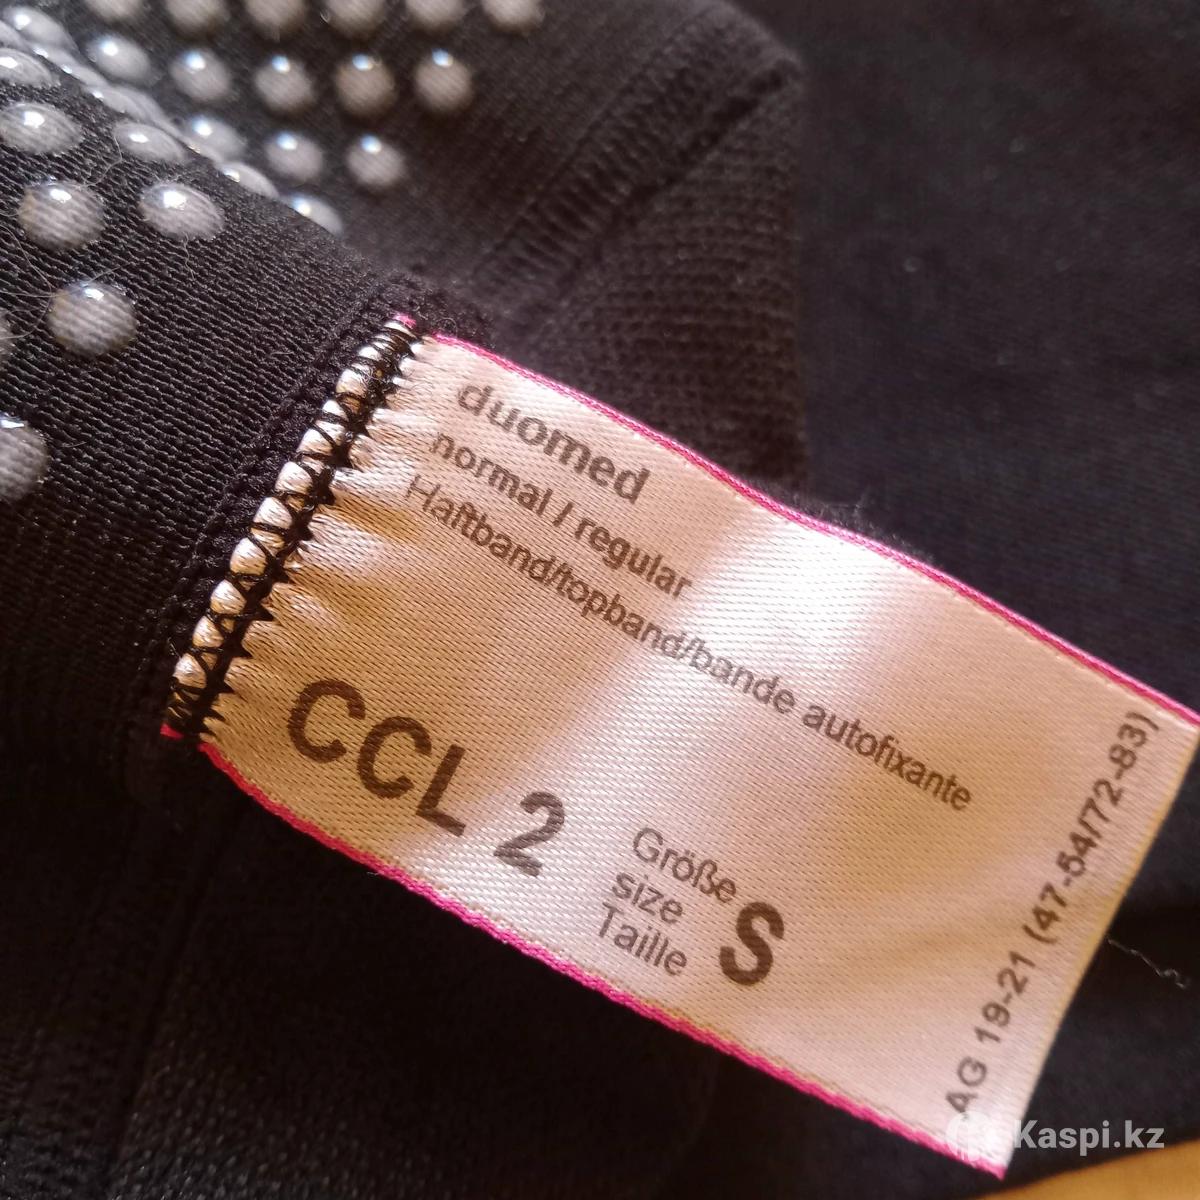 duomed
normal / regular
Haftband/topband/bande autofixante
CCL 2
Größe
size
Taille
S
AG 19-21 (47-54/72-83)
Kaspi.kz